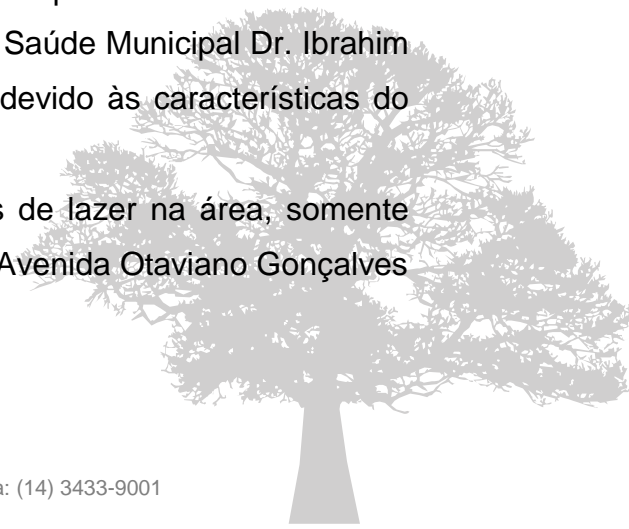 Saúde Municipal Dr. Ibrahim
devido às características do
de lazer na área, somente
Avenida Otaviano Gonçalves
(14) 3433-9001